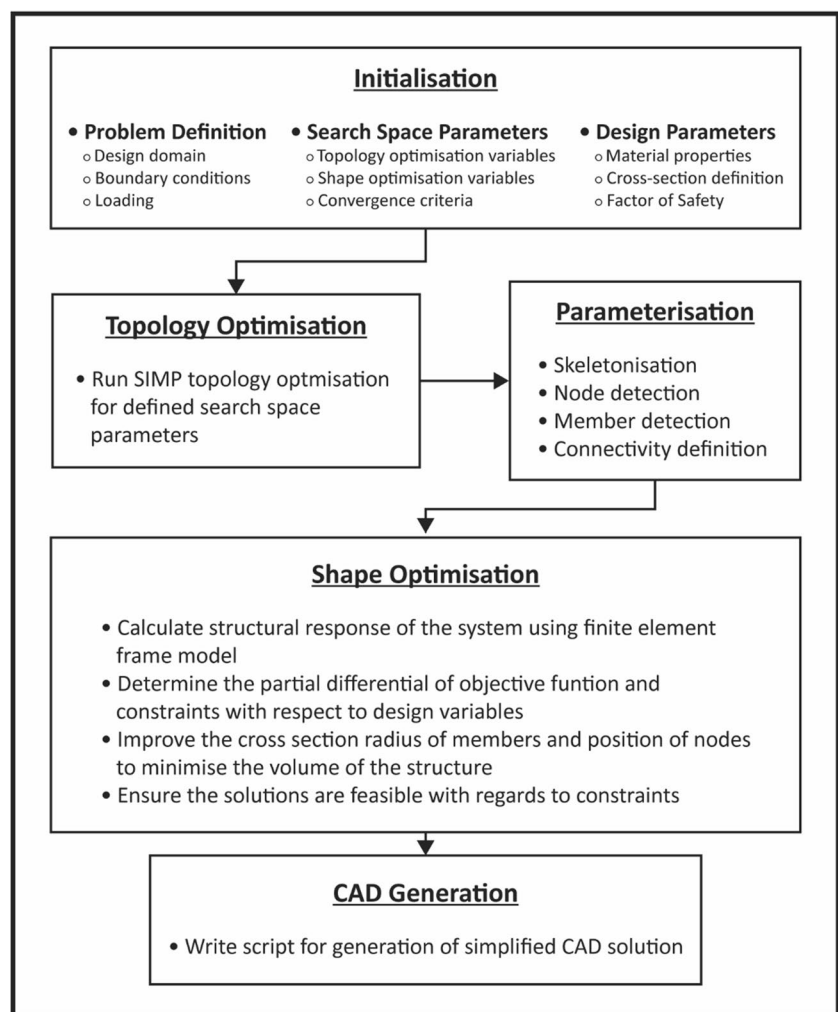 Initialisation
• Problem Definition
○ Design domain
○ Boundary conditions
○ Loading
• Search Space Parameters
○ Topology optimisation variables
○ Shape optimisation variables
○ Convergence criteria
• Design Parameters
○ Material properties
○ Cross-section definition
○ Factor of Safety
Topology Optimisation
• Run SIMP topology optmisation
for defined search space
parameters
Parameterisation
• Skeletonisation
• Node detection
• Member detection
• Connectivity definition
Shape Optimisation
• Calculate structural response of the system using finite element
frame model
• Determine the partial differential of objective funtion and
constraints with respect to design variables
• Improve the cross section radius of members and position of nodes
to minimise the volume of the structure
• Ensure the solutions are feasible with regards to constraints
CAD Generation
• Write script for generation of simplified CAD solution